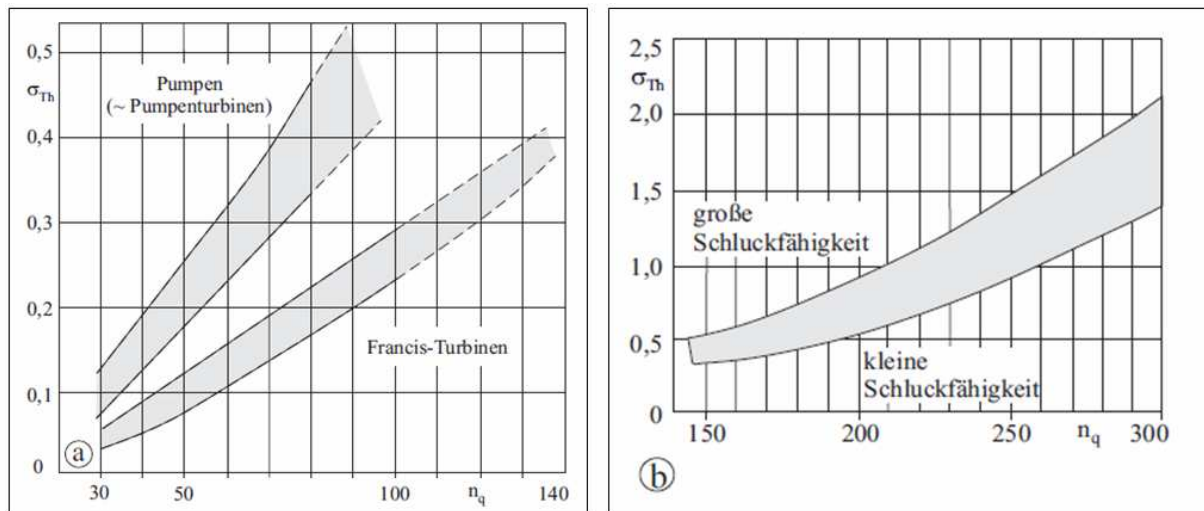 0,5
σTh
Pumpen
(~ Pumpenturbinen)
0,4
0,3
0,2
Francis-Turbinen
0,1
a
0
30
50
100
nq
140
2,5
σTh
2,0
1,5
große
Schluckfähigkeit
1,0
0,5
kleine
Schluckfähigkeit
0
150
200
250
nq
300
b